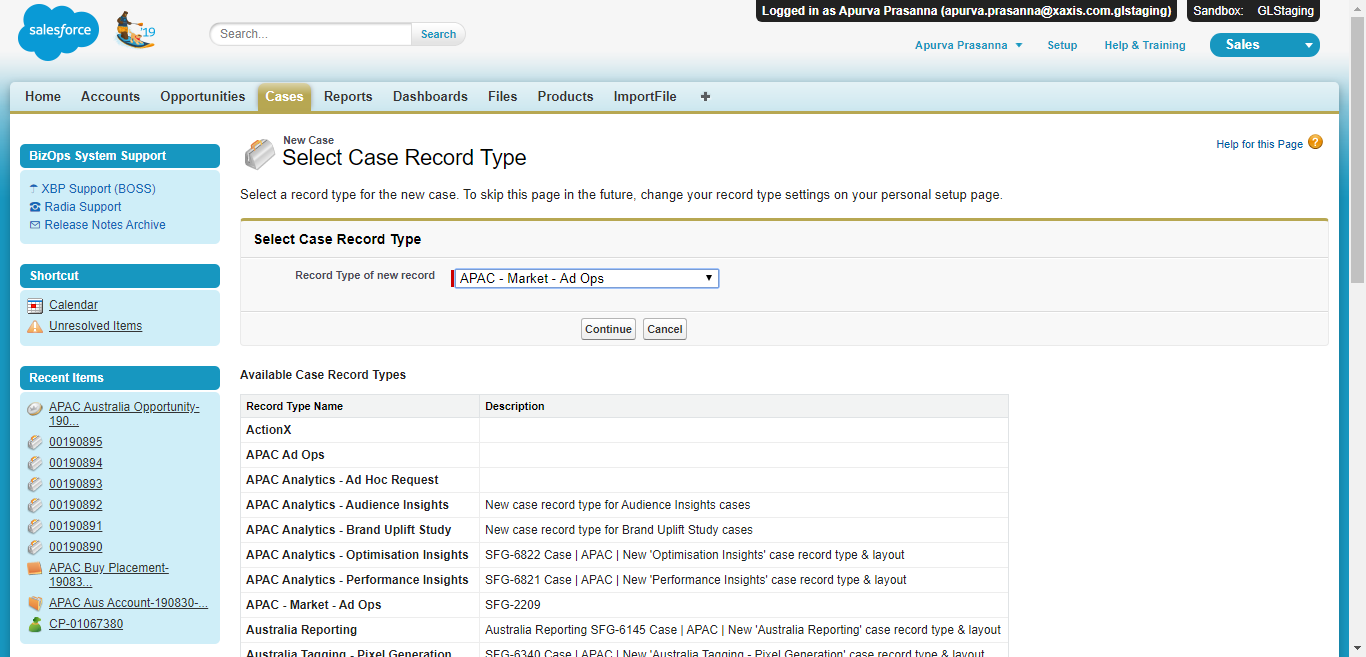 Logged in as Apurva Prasanna (apurva.prasanna@xaxis.com.glstaging)
Sandbox: GLStaging
salesforce
'19
Search...
Search
Apurva Prasanna
Setup
Help & Training
Sales
Home Accounts Opportunities Cases Reports Dashboards Files Products ImportFile +
BizOps System Support
XBP Support (BOSS)
Radia Support
Release Notes Archive
Shortcut
Calendar
Unresolved Items
Recent Items
APAC Australia Opportunity-
190...
00190895
00190894
00190893
00190892
00190891
00190890
APAC Buy Placement-
19083...
APAC Aus Account-190830-...
CP-01067380
New Case
Select Case Record Type
Help for this Page ?
Select a record type for the new case. To skip this page in the future, change your record type settings on your personal setup page.
Select Case Record Type
Record Type of new record APAC - Market - Ad Ops
Continue Cancel
Available Case Record Types
Record Type Name Description
ActionX
APAC Ad Ops
APAC Analytics - Ad Hoc Request
APAC Analytics - Audience Insights New case record type for Audience Insights cases
APAC Analytics - Brand Uplift Study New case record type for Brand Uplift Study cases
APAC Analytics - Optimisation Insights SFG-6822 Case | APAC | New 'Optimisation Insights' case record type & layout
APAC Analytics - Performance Insights SFG-6821 Case | APAC | New 'Performance Insights' case record type & layout
APAC - Market - Ad Ops SFG-2209
Australia Reporting Australia Reporting SFG-6145 Case | APAC | New 'Australia Reporting' case record type & layout
Australia Tagging - Pixel Generation SFG-6340 Case | APAC | New 'Australia Tagging - Pixel Generation' case record type & layout